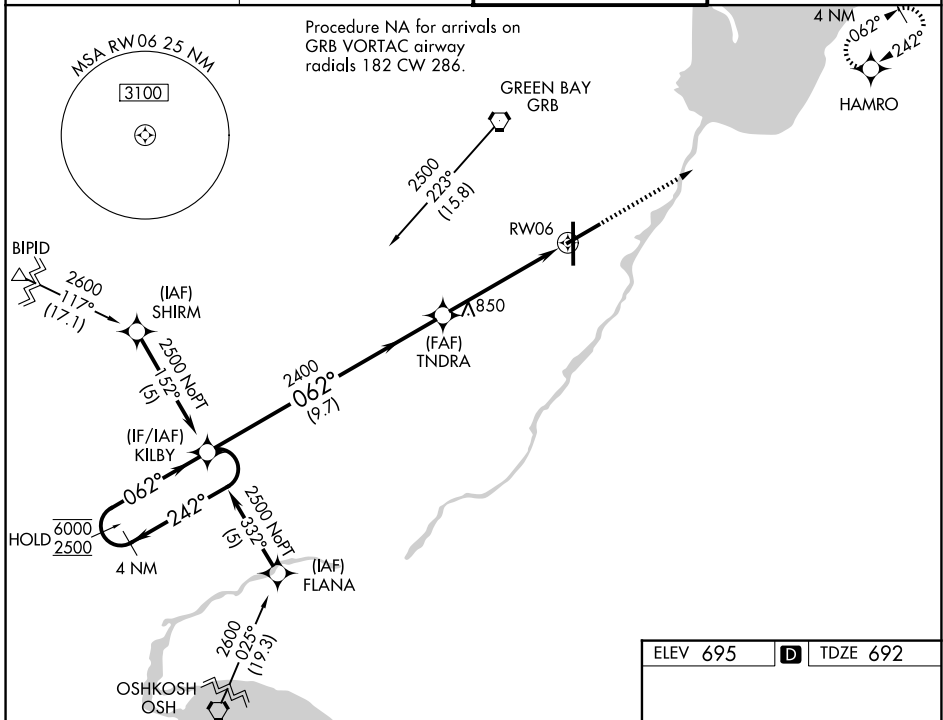 Procedure NA for arrivals on
GRB VORTAC airway
radials 182 CW 286.
4 NM
062°
242°
HAMRO
MSA RW06 25 NM
3100
GREEN BAY
GRB
2500
223°
(15.8)
RW06
BIPID
2600
117°
(17.1)
(IAF)
SHIRM
850
(FAF)
TNDRA
2500 NoPT
152°
(5)
2400
062°
(9.7)
(IF/IAF)
KILBY
062°
242°
HOLD
6000
2500
4 NM
2500 NoPT
332°
(5)
(IAF)
FLANA
2600
025°
(19.3)
OSHKOSH
OSH
ELEV 695 D TDZE 692